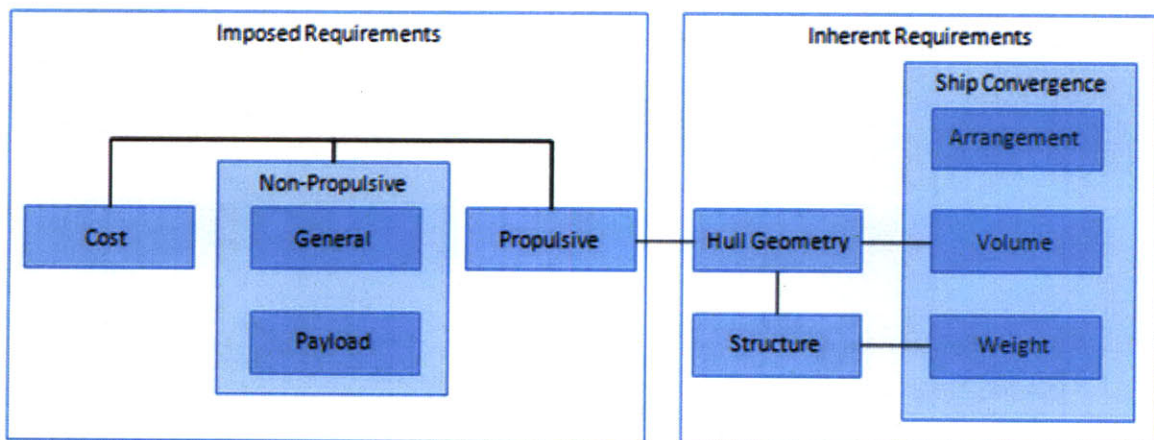 Imposed Requirements
Inherent Requirements
Ship Convergence
Arrangement
Non-Propulsive
Cost
General
Propulsive
Hull Geometry
Volume
Payload
Structure
Weight